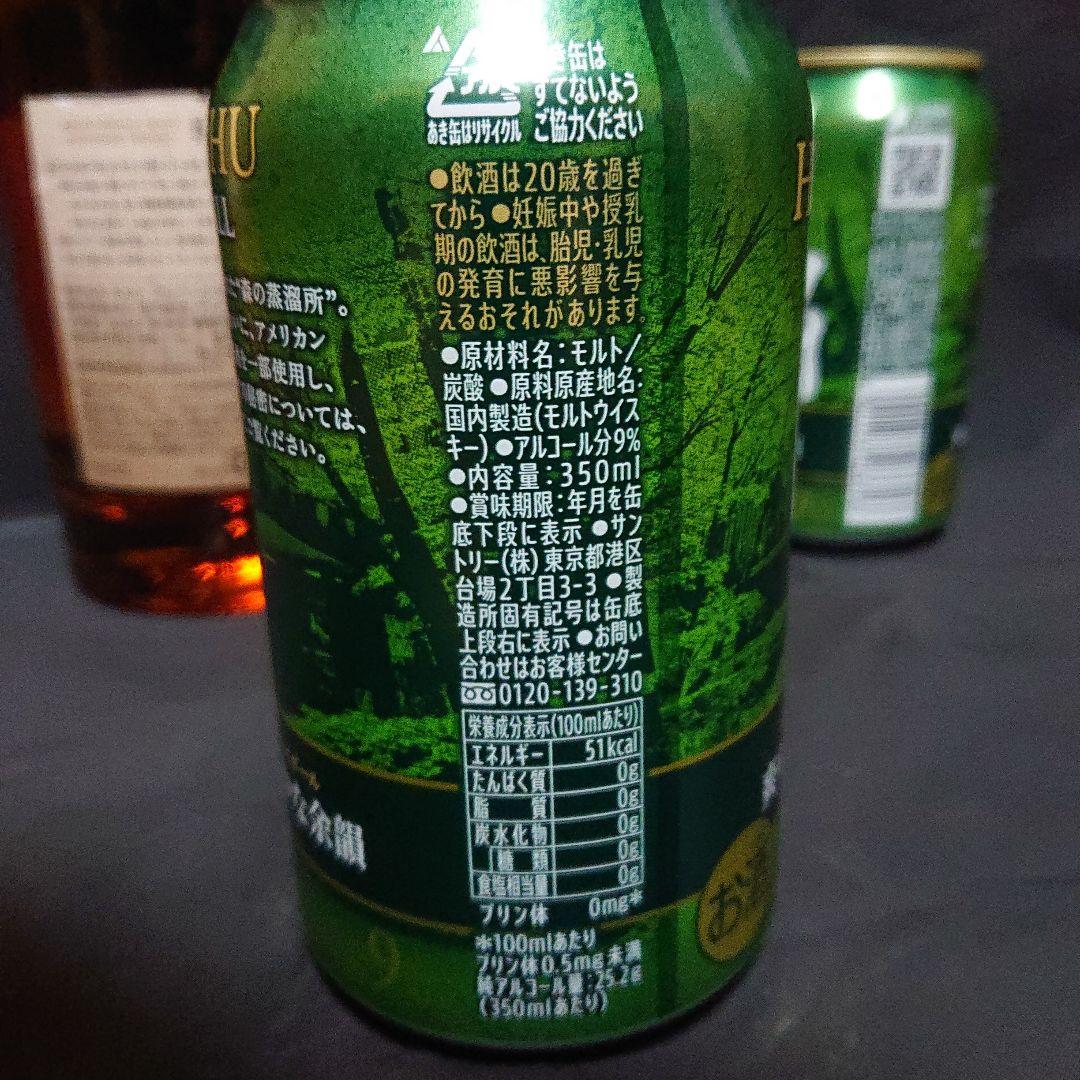 HU
"森の蒸溜所"。
アメリカン
一部使用し、
については、
ください。
余韻
アルミ
き缶は
すてないよう
あき缶はリサイクル
ご協力ください
●飲酒は20歳を過ぎ
てから ●妊娠中や授乳
期の飲酒は、胎児・乳児
の発育に悪影響を与
えるおそれがあります。
●原材料名：モルト/
炭酸 ●原料原産地名：
国内製造(モルトウイス
キー) ●アルコール分9%
●内容量：350ml
●賞味期限：年月を缶
底下段に表示 ●サン
トリー(株) 東京都港区
台場2丁目3-3 ●製
造所固有記号は缶底
上段右に表示 ●お問い
合わせはお客様センター
0120-139-310
栄養成分表示(100mlあたり)
エネルギー 51kcal
たんぱく質 0g
脂質 0g
炭水化物 0g
糖類 0g
食塩相当量 0g
プリン体 0mg*
*100mlあたり
プリン体0.5mg未満
純アルコール量：25.2g
(350mlあたり)
H
お酒